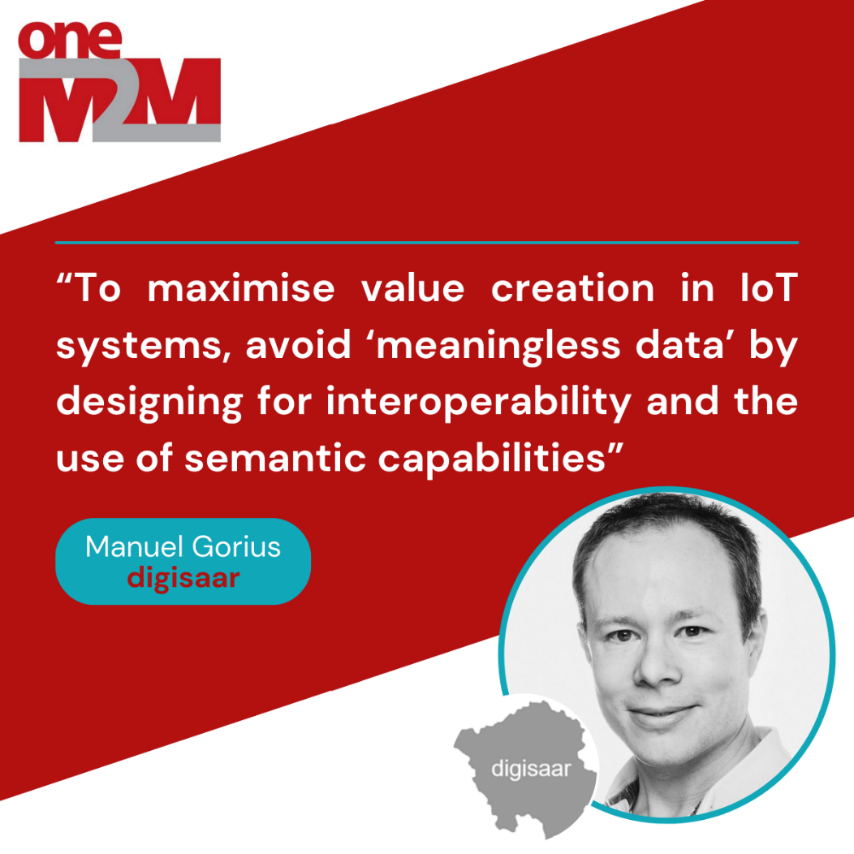 one
M2M
“To maximise value creation in IoT
systems, avoid ‘meaningless data’ by
designing for interoperability and the
use of semantic capabilities”
Manuel Gorius
digisaar
digisaar